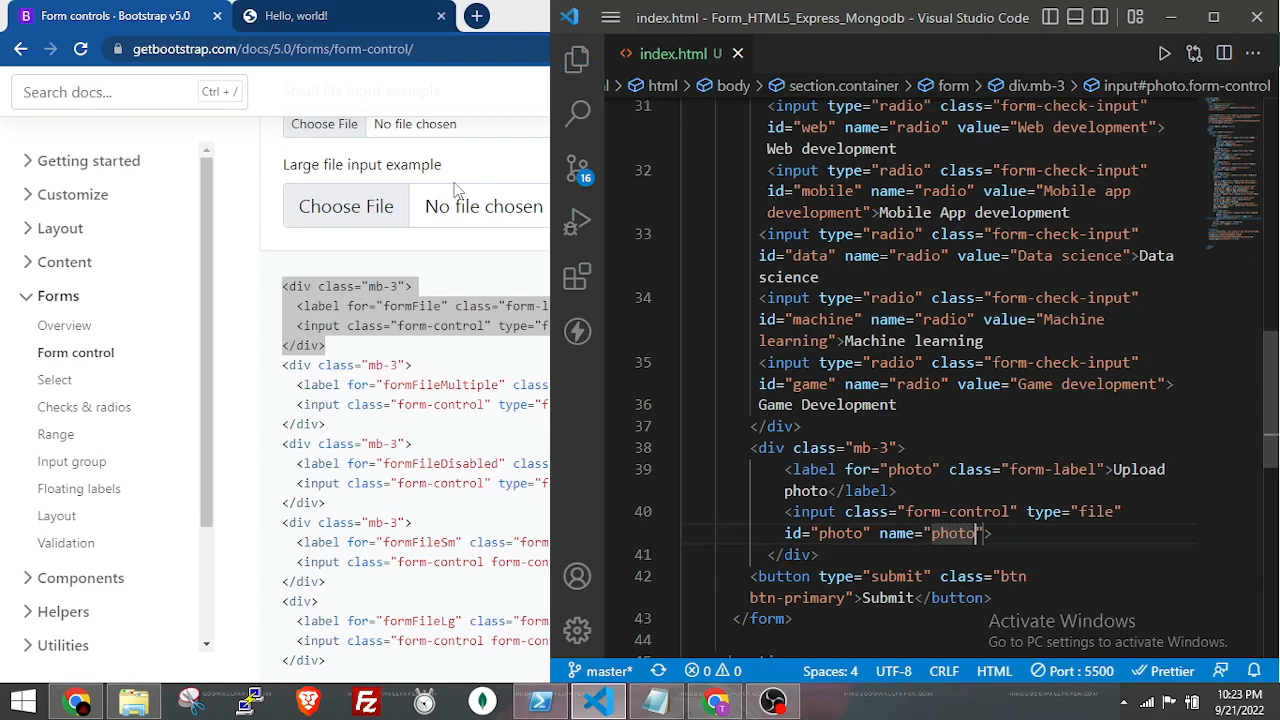 Form controls · Bootstrap v5.0
Hello, world!
getbootstrap.com/docs/5.0/forms/form-control/
Search docs...
Ctrl + /
Getting started
Customize
Layout
Content
Forms
Overview
Form control
Select
Checks & radios
Range
Input group
Floating labels
Layout
Validation
Components
Helpers
Utilities
Small file input example
Choose File
No file chosen
Large file input example
Choose File
No file chosen
<div class="mb-3">
<label for="formFile" class="form-l
<input class="form-control" type="f
</div>
<div class="mb-3">
<label for="formFileMultiple" clas
<input class="form-control" type="f
</div>
<div class="mb-3">
<label for="formFileDisabled" clas
<input class="form-control" type="f
</div>
<div class="mb-3">
<label for="formFileSm" class="form
<input class="form-control form-con
</div>
<div>
<label for="formFileLg" class="form
<input class="form-control form-con
</div>
index.html - Form_HTML5_Express_Mongodb - Visual Studio Code
index.html U
html
body
section.container
form
div.mb-3
input#photo.form-control
16
31 <input type="radio" class="form-check-input"
id="web" name="radio" value="Web development">
Web development
32 <input type="radio" class="form-check-input"
id="mobile" name="radio" value="Mobile app
development">Mobile App development
33 <input type="radio" class="form-check-input"
id="data" name="radio" value="Data science">Data
science
34 <input type="radio" class="form-check-input"
id="machine" name="radio" value="Machine
learning">Machine learning
35 <input type="radio" class="form-check-input"
id="game" name="radio" value="Game development">
36 Game Development
37 </div>
38 <div class="mb-3">
39 <label for="photo" class="form-label">Upload
photo</label>
40 <input class="form-control" type="file"
id="photo" name="photo">
41 </div>
42 <button type="submit" class="btn
btn-primary">Submit</button>
43 </form>
44
Activate Windows
Go to PC settings to activate Windows.
master*
0
0
Spaces: 4
UTF-8
CRLF
HTML
Port : 5500
Prettier
10:23 PM
9/21/2022